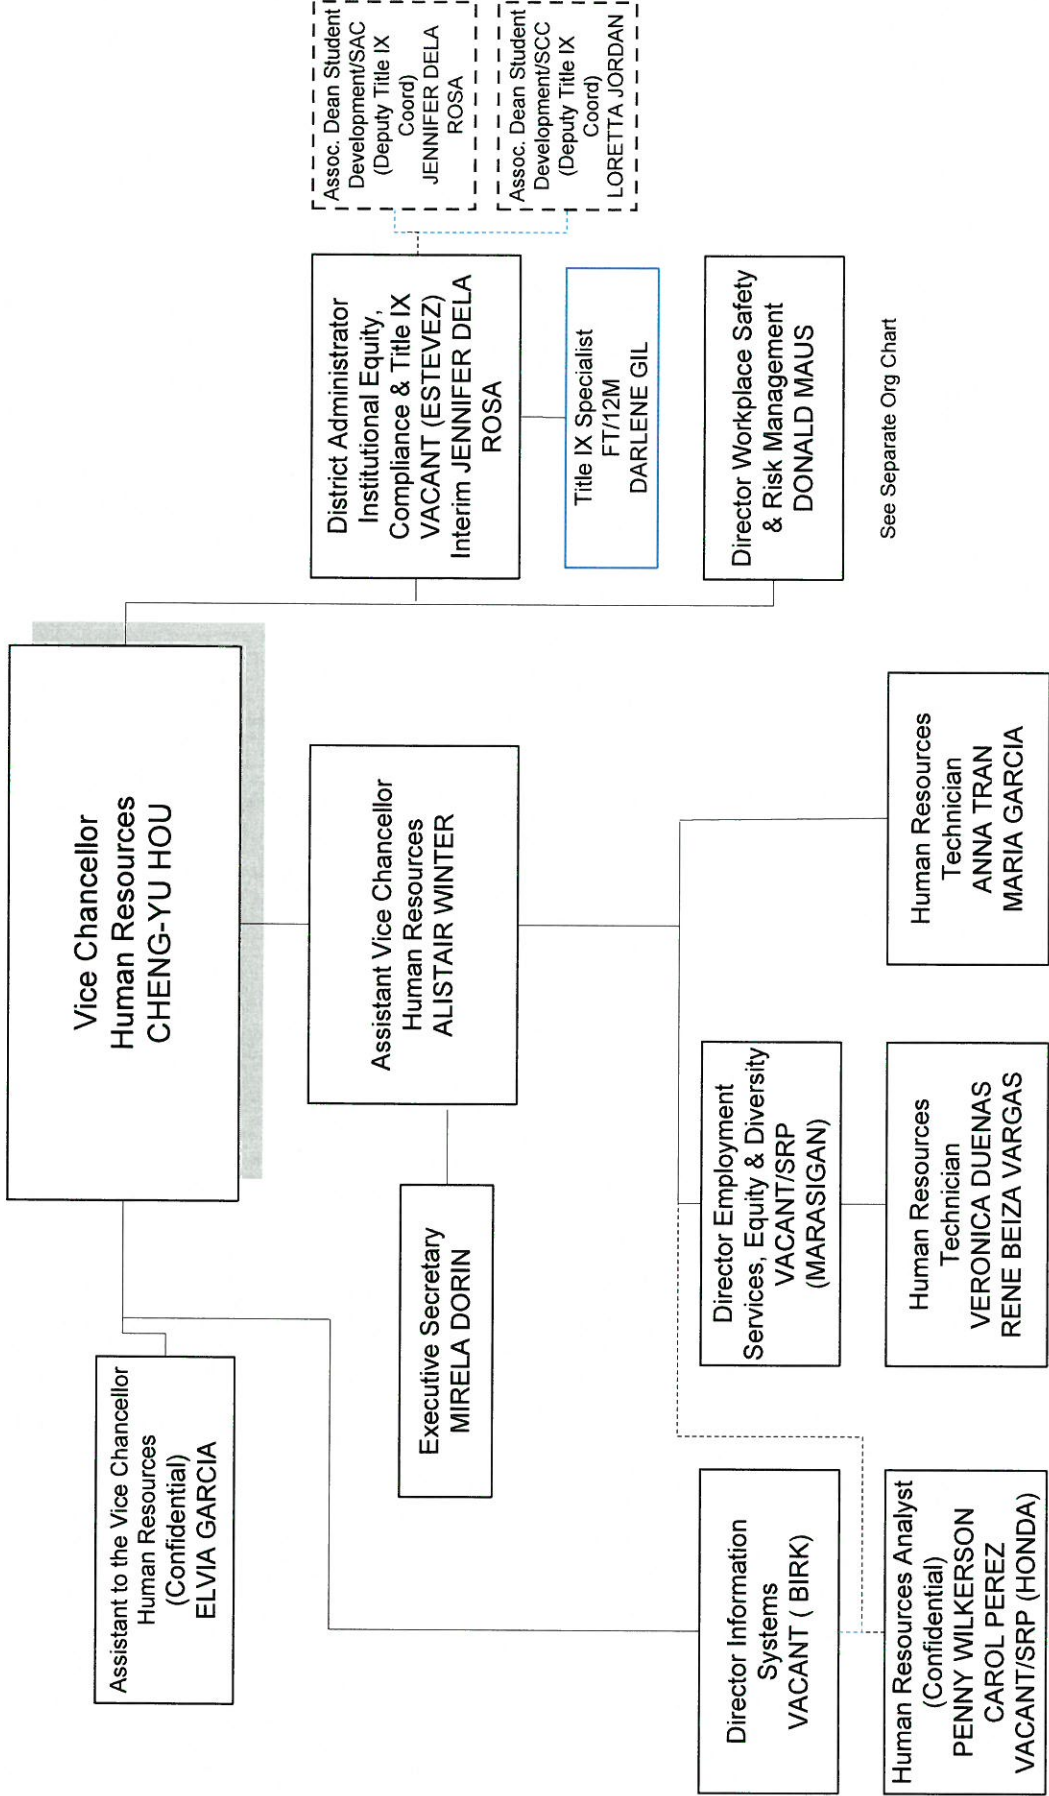 Vice Chancellor
Human Resources
CHENG-YU HOU
Assistant to the Vice Chancellor
Human Resources
(Confidential)
ELVIA GARCIA
Assistant Vice Chancellor
Human Resources
ALISTAIR WINTER
Executive Secretary
MIRELA DORIN
District Administrator
Institutional Equity,
Compliance & Title IX
VACANT (ESTEVEZ)
Interim JENNIFER DELA
ROSA
Assoc. Dean Student
Development/SAC
(Deputy Title IX
Coord)
JENNIFER DELA
ROSA
Assoc. Dean Student
Development/SCC
(Deputy Title IX
Coord)
LORETTA JORDAN
Title IX Specialist
FT/12M
DARLENE GIL
Director Workplace Safety
& Risk Management
DONALD MAUS
See Separate Org Chart
Director Information
Systems
VACANT ( BIRK)
Director Employment
Services, Equity & Diversity
VACANT/SRP
(MARASIGAN)
Human Resources Analyst
(Confidential)
PENNY WILKERSON
CAROL PEREZ
VACANT/SRP (HONDA)
Human Resources
Technician
VERONICA DUENAS
RENE BEIZA VARGAS
Human Resources
Technician
ANNA TRAN
MARIA GARCIA